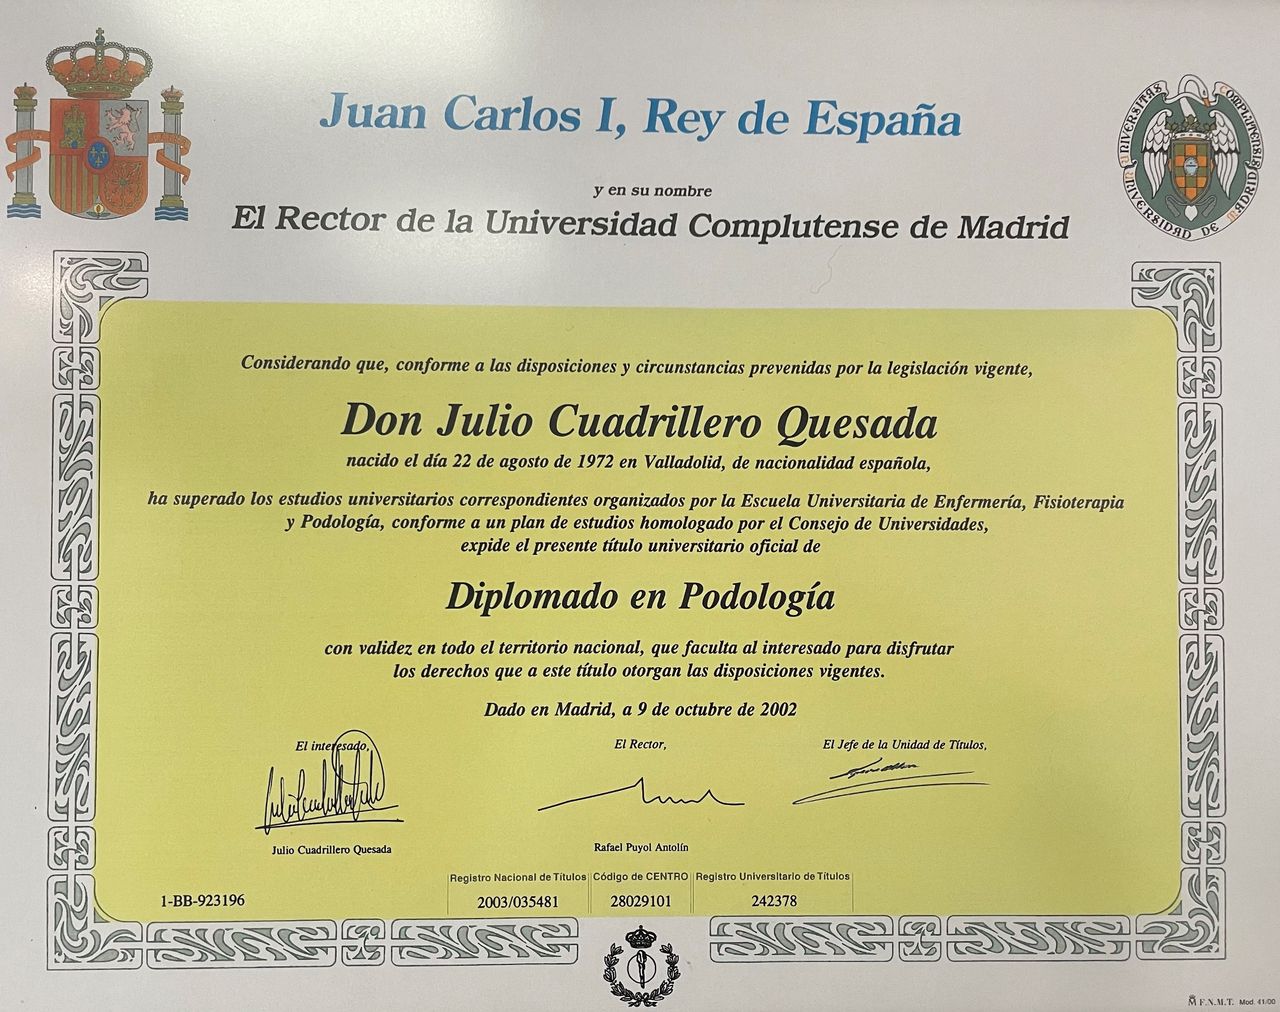 Juan Carlos I, Rey de España
y en su nombre
El Rector de la Universidad Complutense de Madrid
UNIVERSITAS COMPLUTENSIS
UNIVERSIDAD DE MADRID
Considerando que, conforme a las disposiciones y circunstancias prevenidas por la legislación vigente,
Don Julio Cuadrillero Quesada
nacido el día 22 de agosto de 1972 en Valladolid, de nacionalidad española,
ha superado los estudios universitarios correspondientes organizados por la Escuela Universitaria de Enfermería, Fisioterapia
y Podología, conforme a un plan de estudios homologado por el Consejo de Universidades,
expide el presente título universitario oficial de
Diplomado en Podología
con validez en todo el territorio nacional, que faculta al interesado para disfrutar
los derechos que a este título otorgan las disposiciones vigentes.
Dado en Madrid, a 9 de octubre de 2002
El interesado, El Rector, El Jefe de la Unidad de Títulos,
Julio Cuadrillero Quesada Rafael Puyol Antolín
Registro Nacional de Títulos Código de CENTRO Registro Universitario de Títulos
1-BB-923196 2003/035481 28029101 242378
F.N.M.T. Mod. 41/00